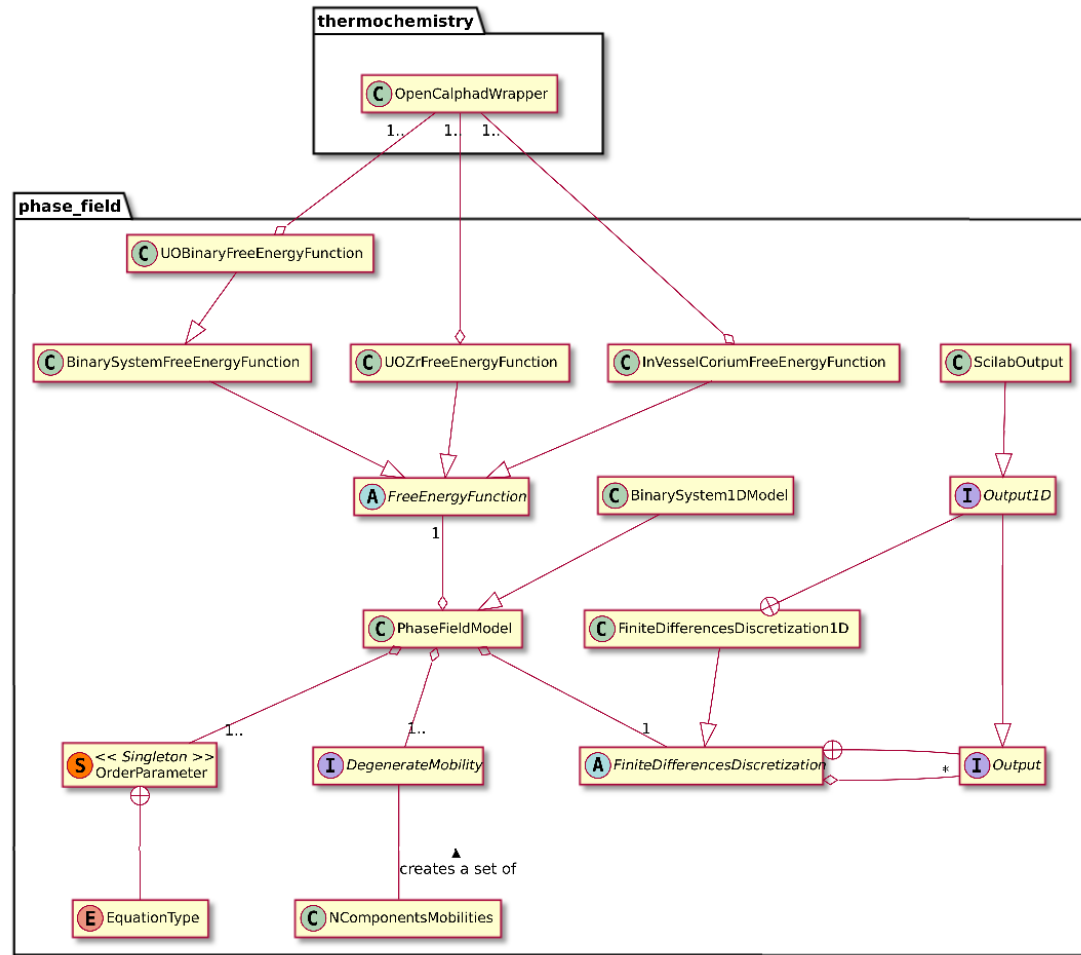 thermochemistry
C OpenCalphadWrapper
1.. 1.. 1..
phase_field
C UOBinaryFreeEnergyFunction
C BinarySystemFreeEnergyFunction
C UOZrFreeEnergyFunction
C InVesselCoriumFreeEnergyFunction
C ScilabOutput
A FreeEnergyFunction
C BinarySystem1DModel
I Output1D
1
C PhaseFieldModel
C FiniteDifferencesDiscretization1D
1.. 1.. 1
S << Singleton >>
OrderParameter
I DegenerateMobility
A FiniteDifferencesDiscretization
*
I Output
▲
creates a set of
E EquationType
C NComponentsMobilities